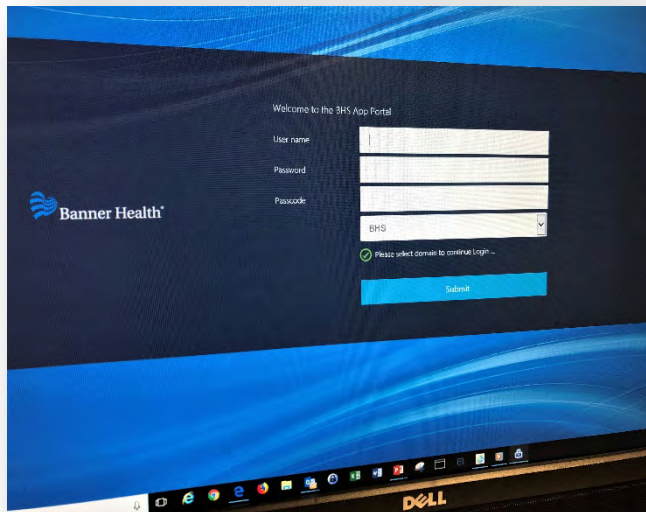 Welcome to the BHS App Portal
User name
Password
Passcode
Banner Health®
BHS
Please select domain to continue Login ...
Submit
DELL